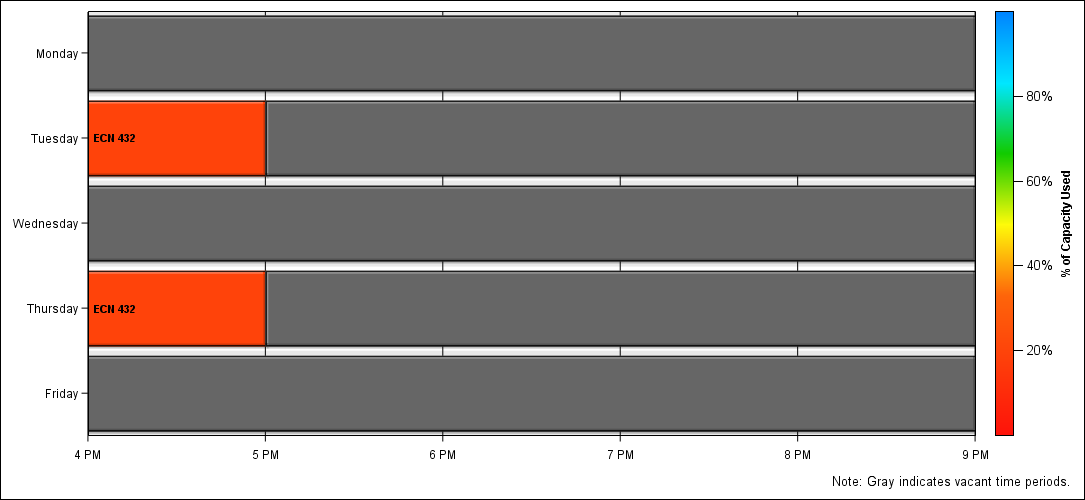 Monday
Tuesday
ECN 432
Wednesday
Thursday
ECN 432
Friday
4 PM 5 PM 6 PM 7 PM 8 PM 9 PM
80%
60%
40%
20%
% of Capacity Used
Note: Gray indicates vacant time periods.